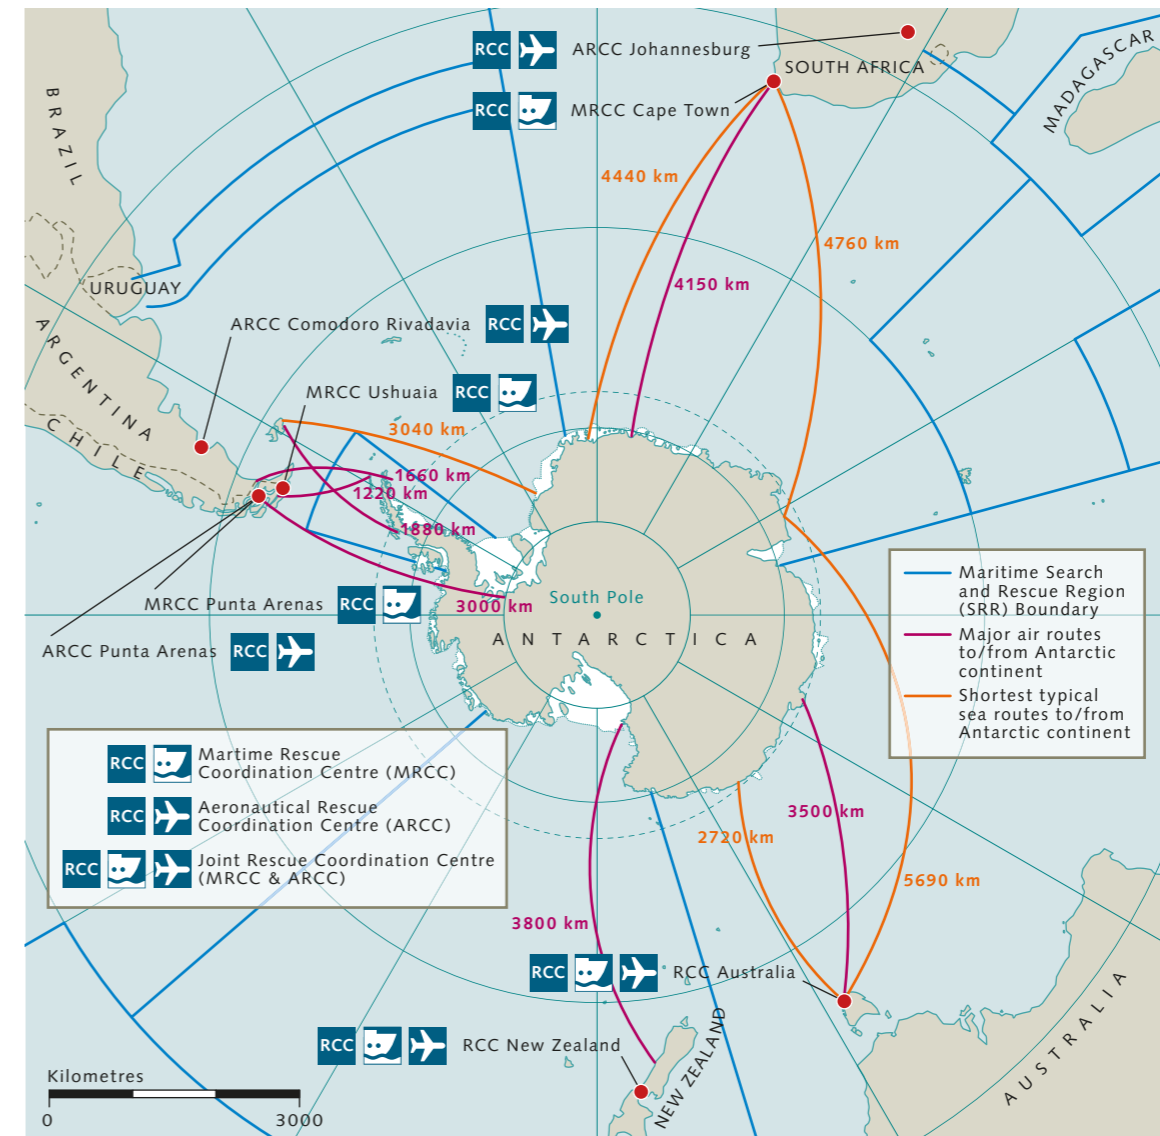 RCC
ARCC Johannesburg
SOUTH AFRICA
MADAGASCAR
RCC
MRCC Cape Town
BRAZIL
4440 km
4760 km
4150 km
URUGUAY
ARCC Comodoro Rivadavia
RCC
ARGENTINA
MRCC Ushuaia
RCC
CHILE
3040 km
1660 km
1220 km
1880 km
MRCC Punta Arenas
RCC
3000 km
South Pole
ANTARCTICA
ARCC Punta Arenas
RCC
Maritime Search
and Rescue Region
(SRR) Boundary
Major air routes
to/from Antarctic
continent
Shortest typical
sea routes to/from
Antarctic continent
RCC
Martime Rescue
Coordination Centre (MRCC)
RCC
Aeronautical Rescue
Coordination Centre (ARCC)
RCC
Joint Rescue Coordination Centre
(MRCC & ARCC)
3500 km
2720 km
5690 km
3800 km
RCC
RCC Australia
RCC
RCC New Zealand
NEW ZEALAND
AUSTRALIA
Kilometres
0
3000